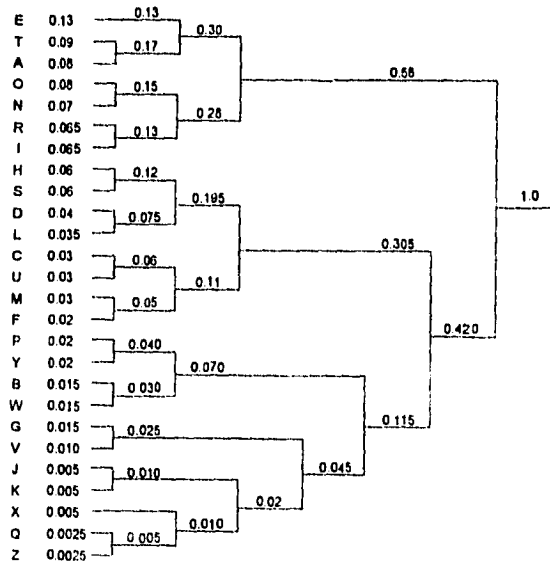 E 0.13 0.13
0.30
T 0.09
0.17
A 0.08
0.58
O 0.08
0.15
N 0.07
0.28
R 0.065
0.13
I 0.065
H 0.06
0.12
S 0.06
0.195
1.0
D 0.04
0.075
L 0.035
0.305
C 0.03
0.06
U 0.03
0.11
M 0.03
0.05
F 0.02
0.420
P 0.02
0.040
Y 0.02
0.070
B 0.015
0.030
W 0.015
0.115
G 0.015
0.025
V 0.010
0.045
J 0.005
0.010
K 0.005
0.02
X 0.005
0.010
Q 0.0025
0.005
Z 0.0025